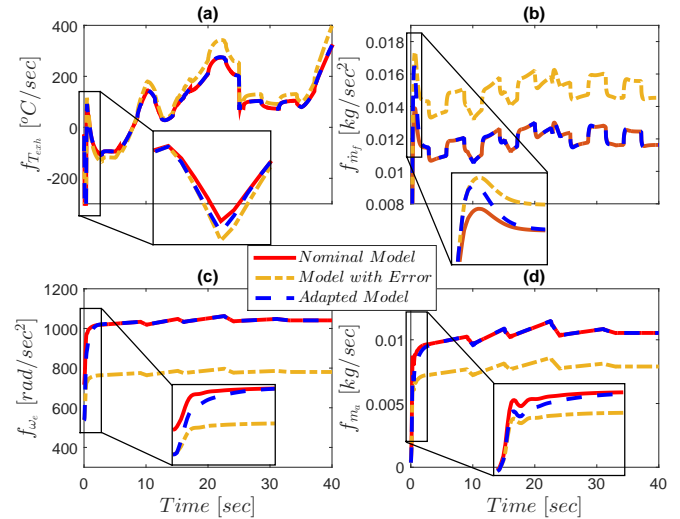 (a)
(b)
400
200
0
-200
f_{T_{exh}} [°C/sec]
0.018
0.016
0.014
0.012
0.01
0.008
f_{ṁ_f} [kg/sec²]
Nominal Model
Model with Error
Adapted Model
(c)
(d)
1200
1000
800
600
400
f_{ω_e} [rad/sec²]
0.01
0.005
0
f_{m_a} [kg/sec]
0 10 20 30 40
0 10 20 30 40
Time [sec]
Time [sec]